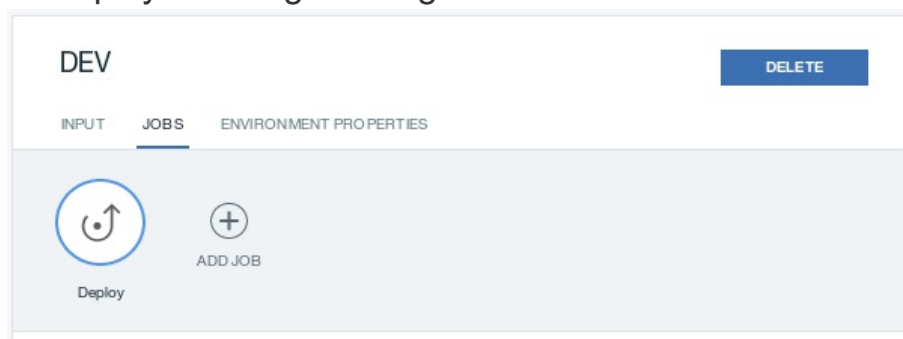 DEV
DELETE
INPUT JOBS ENVIRONMENT PROPERTIES
ADD JOB
Deploy